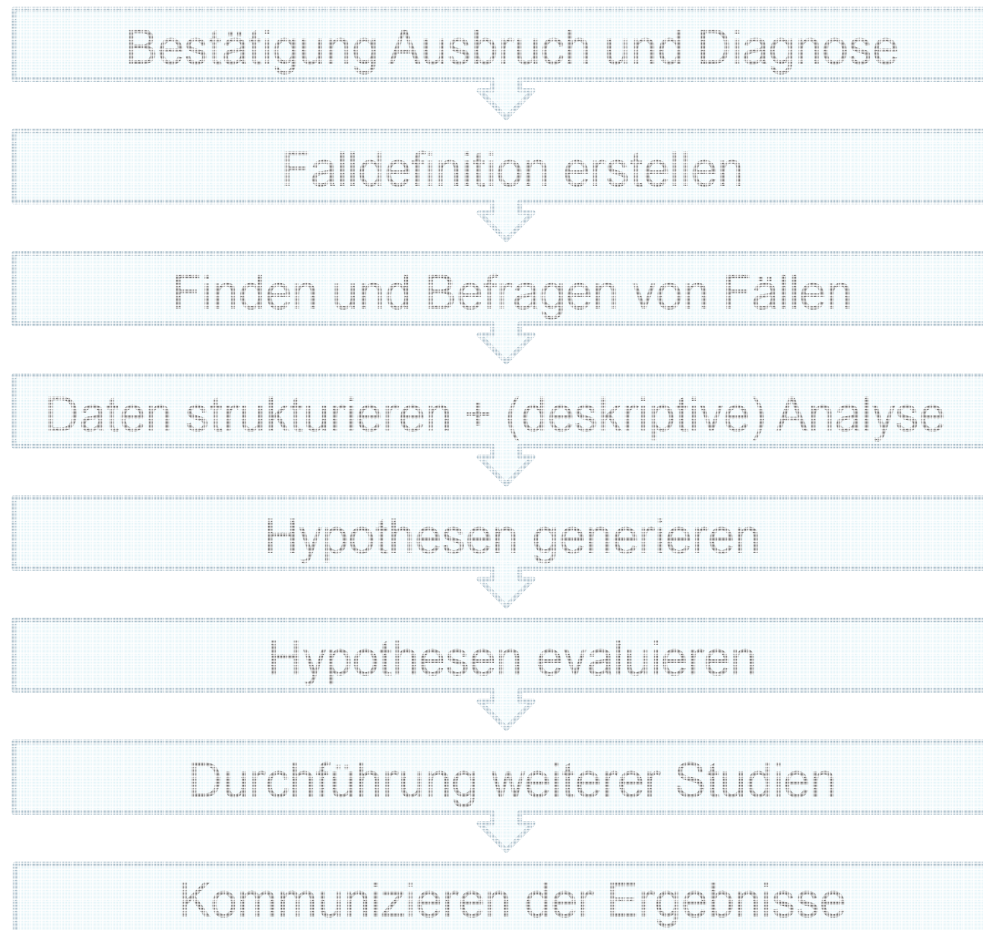 Bestätigung Ausbruch und Diagnose
Falldefinition erstellen
Finden und Befragen von Fällen
Daten strukturieren + (deskriptive) Analyse
Hypothesen generieren
Hypothesen evaluieren
Durchführung weiterer Studien
Kommunizieren der Ergebnisse